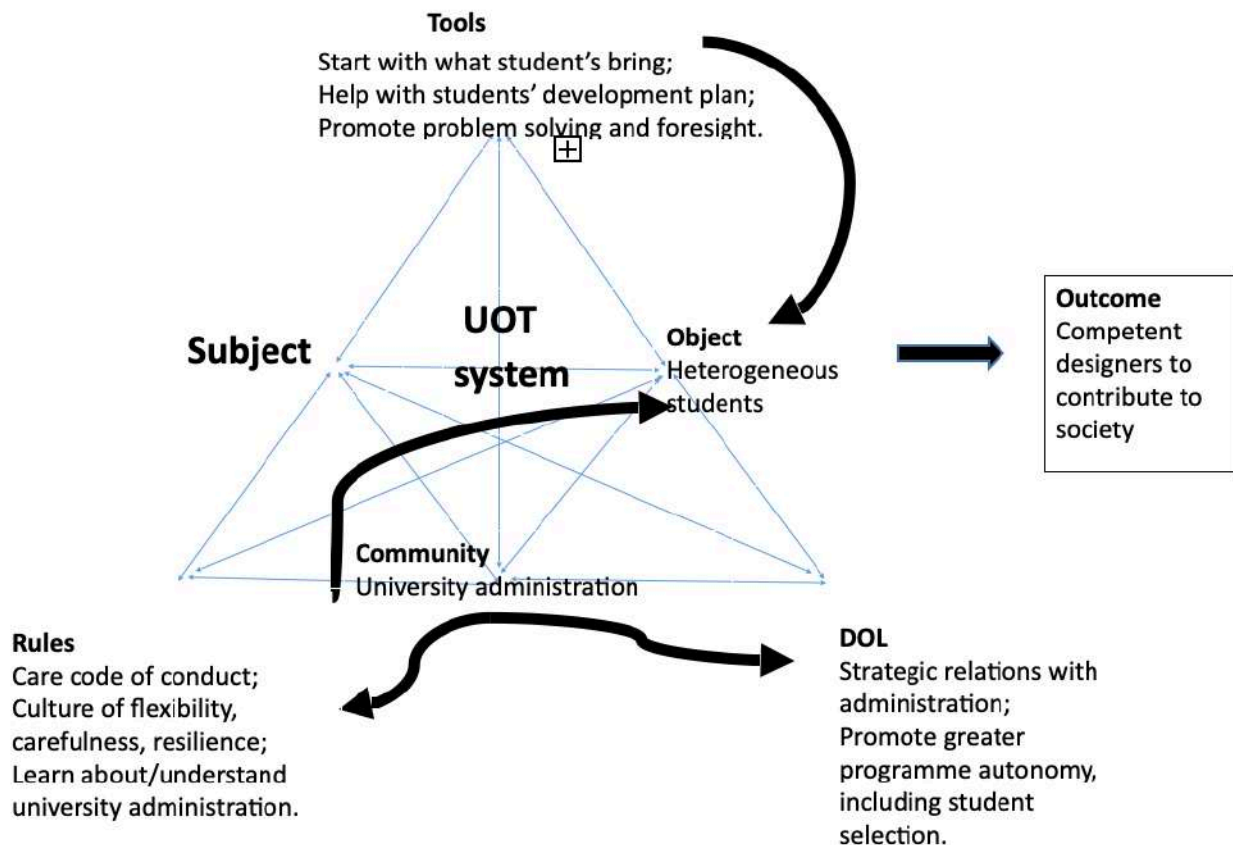 Tools
Start with what student’s bring;
Help with students’ development plan;
Promote problem solving and foresight.
Subject
UOT
system
Object
Heterogeneous
students
Outcome
Competent
designers to
contribute to
society
Community
University administration
Rules
Care code of conduct;
Culture of flexibility,
carefulness, resilience;
Learn about/understand
university administration.
DOL
Strategic relations with
administration;
Promote greater
programme autonomy,
including student
selection.